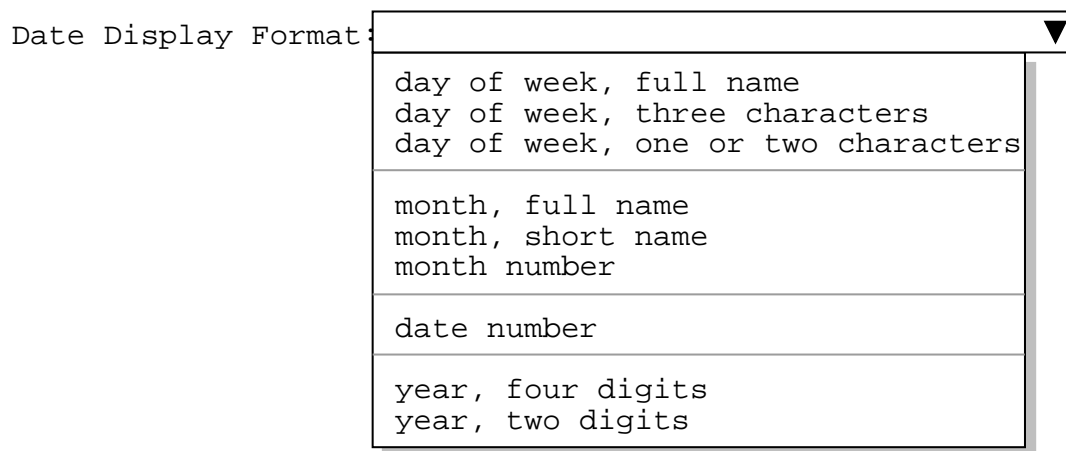 Date Display Format:
day of week, full name
day of week, three characters
day of week, one or two characters
month, full name
month, short name
month number
date number
year, four digits
year, two digits